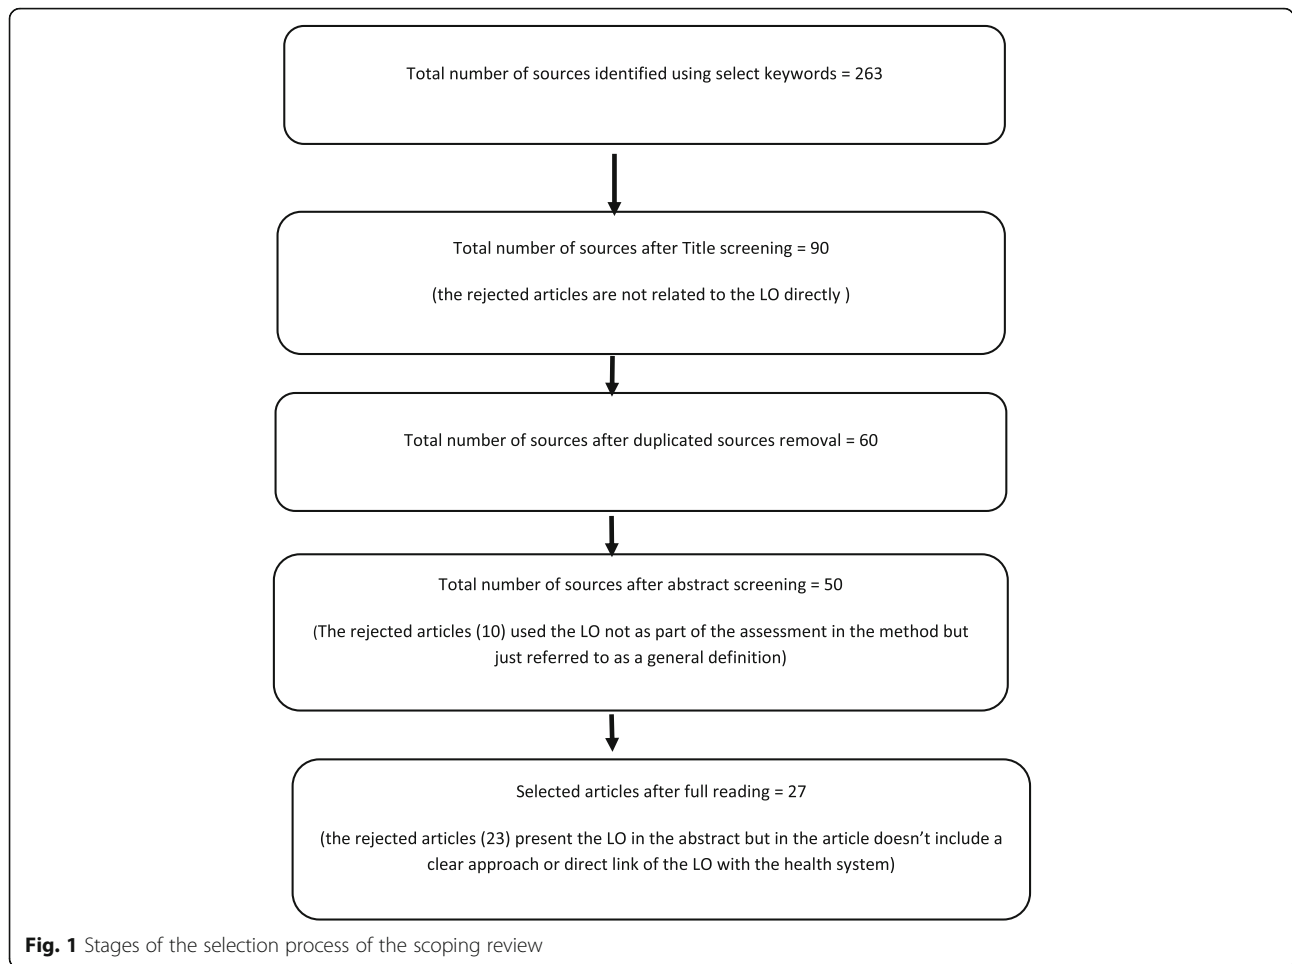 Total number of sources identified using select keywords = 263
Total number of sources after Title screening = 90
(the rejected articles are not related to the LO directly )
Total number of sources after duplicated sources removal = 60
Total number of sources after abstract screening = 50
(The rejected articles (10) used the LO not as part of the assessment in the method but
just referred to as a general definition)
Selected articles after full reading = 27
(the rejected articles (23) present the LO in the abstract but in the article doesn’t include a
clear approach or direct link of the LO with the health system)
Fig. 1 Stages of the selection process of the scoping review